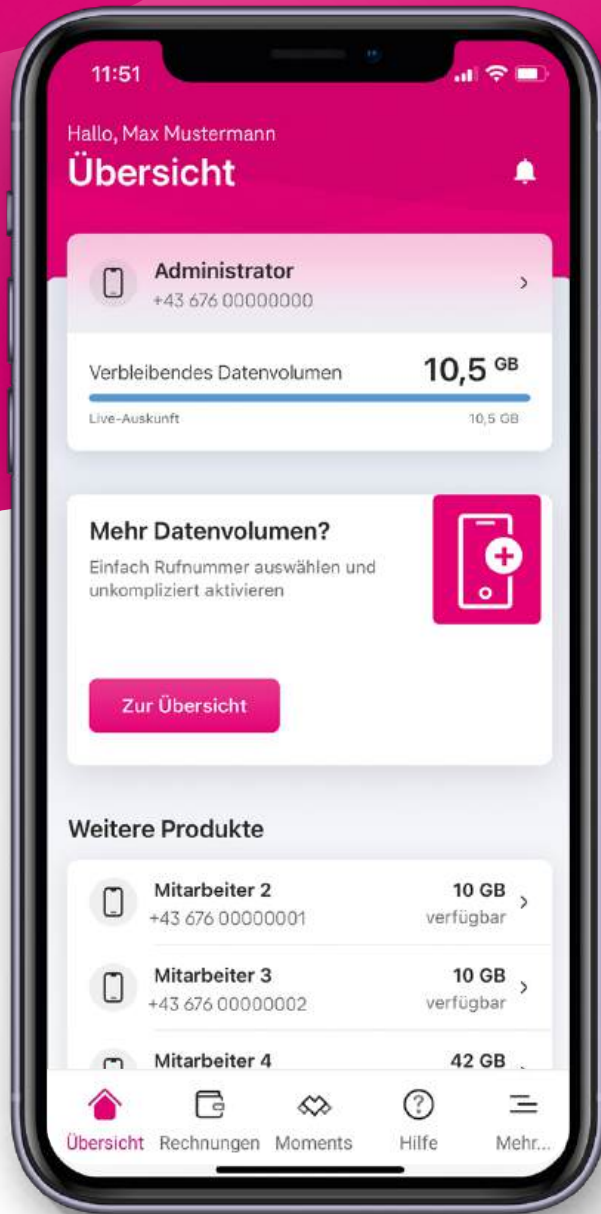 11:51
Hallo, Max Mustermann
Übersicht
Administrator
+43 676 00000000
Verbleibendes Datenvolumen 10,5 GB
Live-Auskunft 10,5 GB
Mehr Datenvolumen?
Einfach Rufnummer auswählen und
unkompliziert aktivieren
Zur Übersicht
Weitere Produkte
Mitarbeiter 2 10 GB
+43 676 00000001 verfügbar
Mitarbeiter 3 10 GB
+43 676 00000002 verfügbar
Mitarbeiter 4 42 GB
Übersicht Rechnungen Moments Hilfe Mehr...